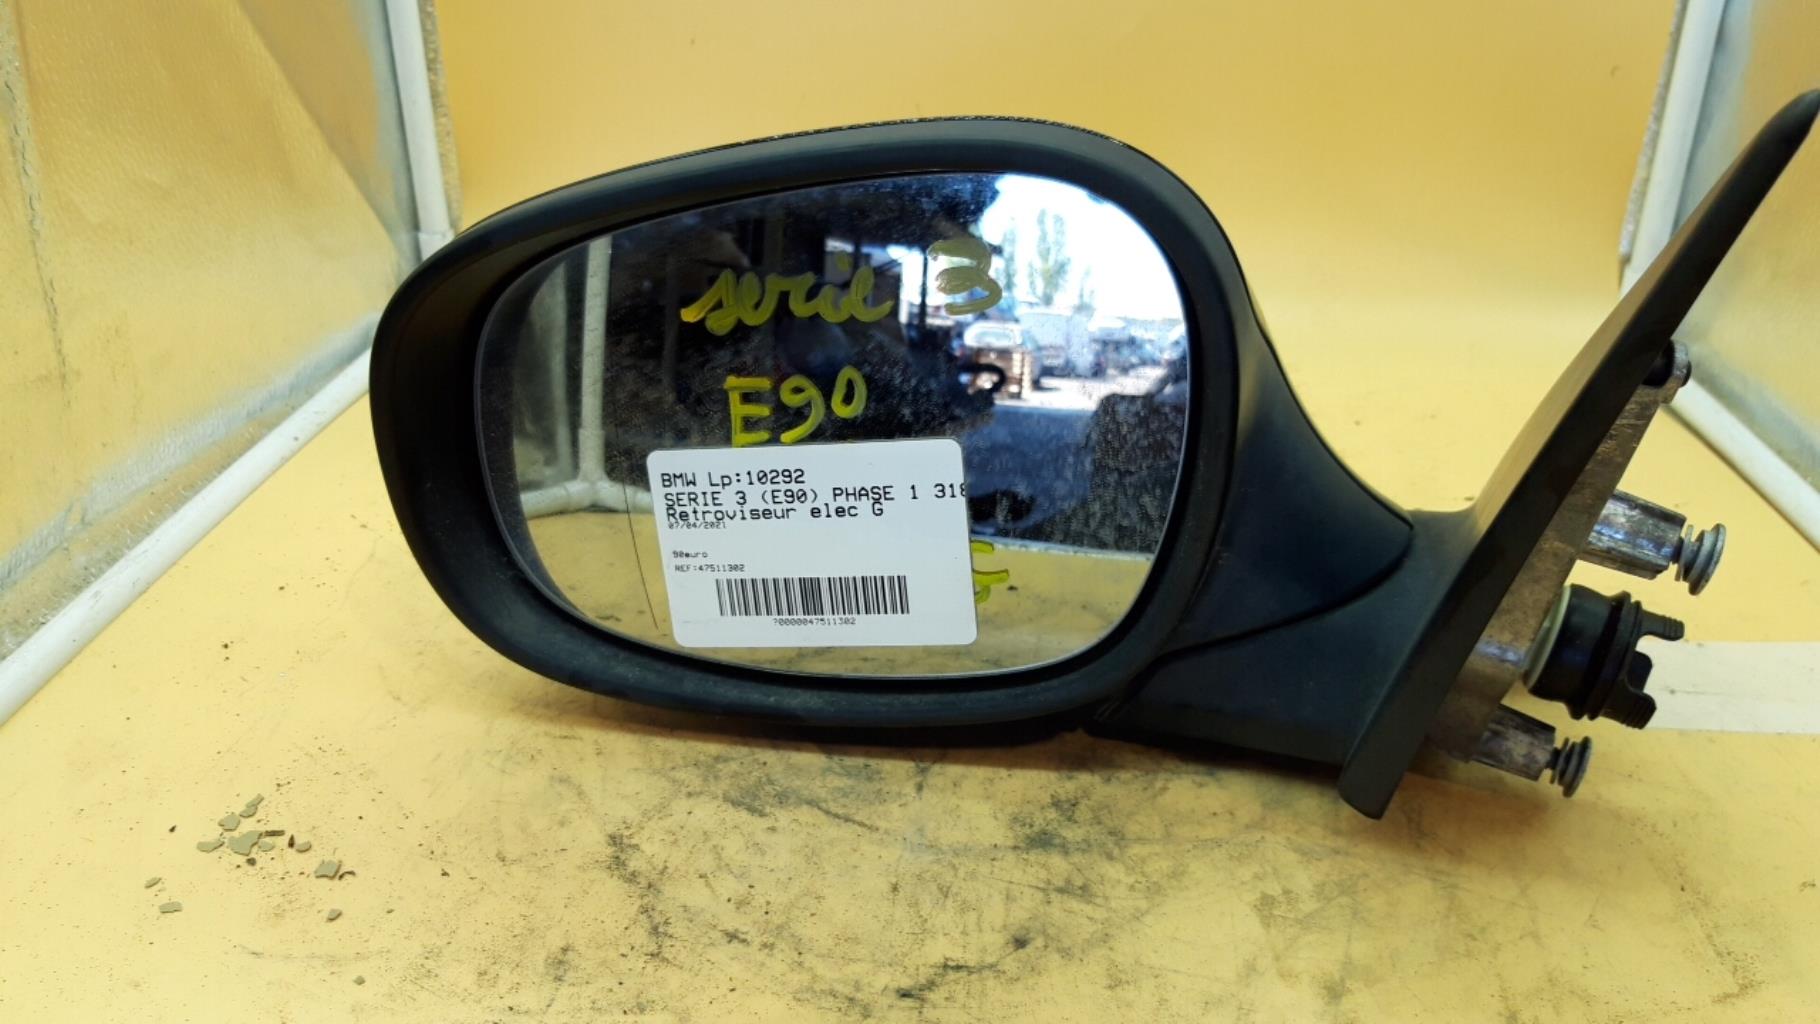 serie 3
E90
BMW Lp:10292
SERIE 3 (E90) PHASE 1 318
Retroviseur elec G
07/04/2021
90euro
REF:47511302
?0000047511302